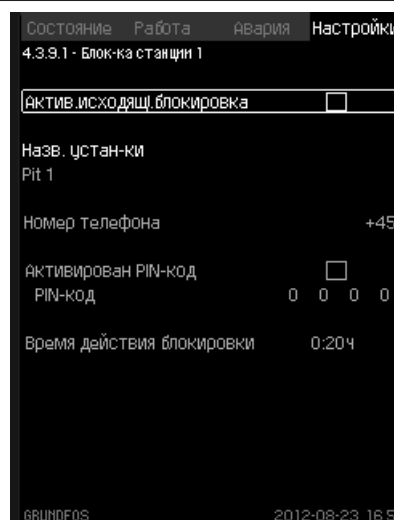 Состояние Работа Авария Настройки
4.3.9.1 - Блок-ка станции 1
Актив.исходящ.блокировка
Назв. устан-ки
Pit 1
Номер телефона +45
Активирован PIN-код
PIN-код 0 0 0 0
Время действия блокировки 0:20ч
GRUNDFOS 2012-08-23 16:5